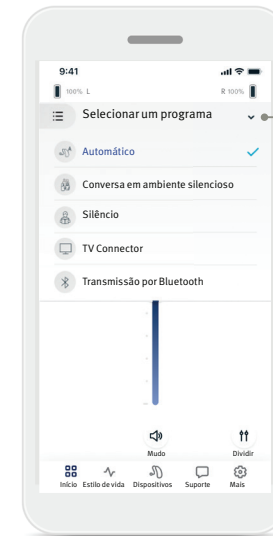 9:41
100% L R 100%
Selecionar um programa
Automático
Conversa em ambiente silencioso
Silêncio
TV Connector
Transmissão por Bluetooth
Mudo Dividir
Início Estilo de vida Dispositivos Suporte Mais